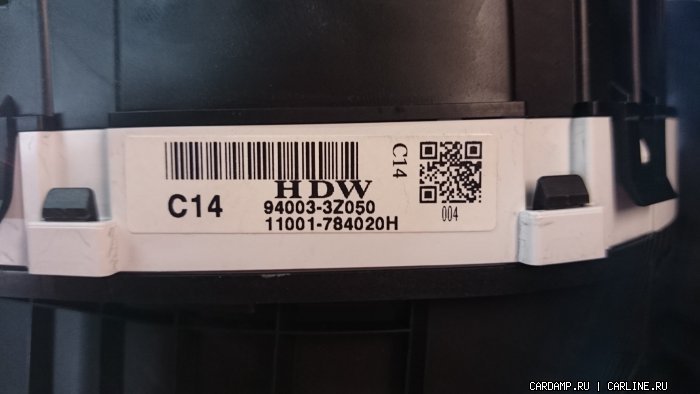 C14
HDW
C14
94003-3Z050
11001-784020H
004
CARDAMP.RU | CARLINE.RU